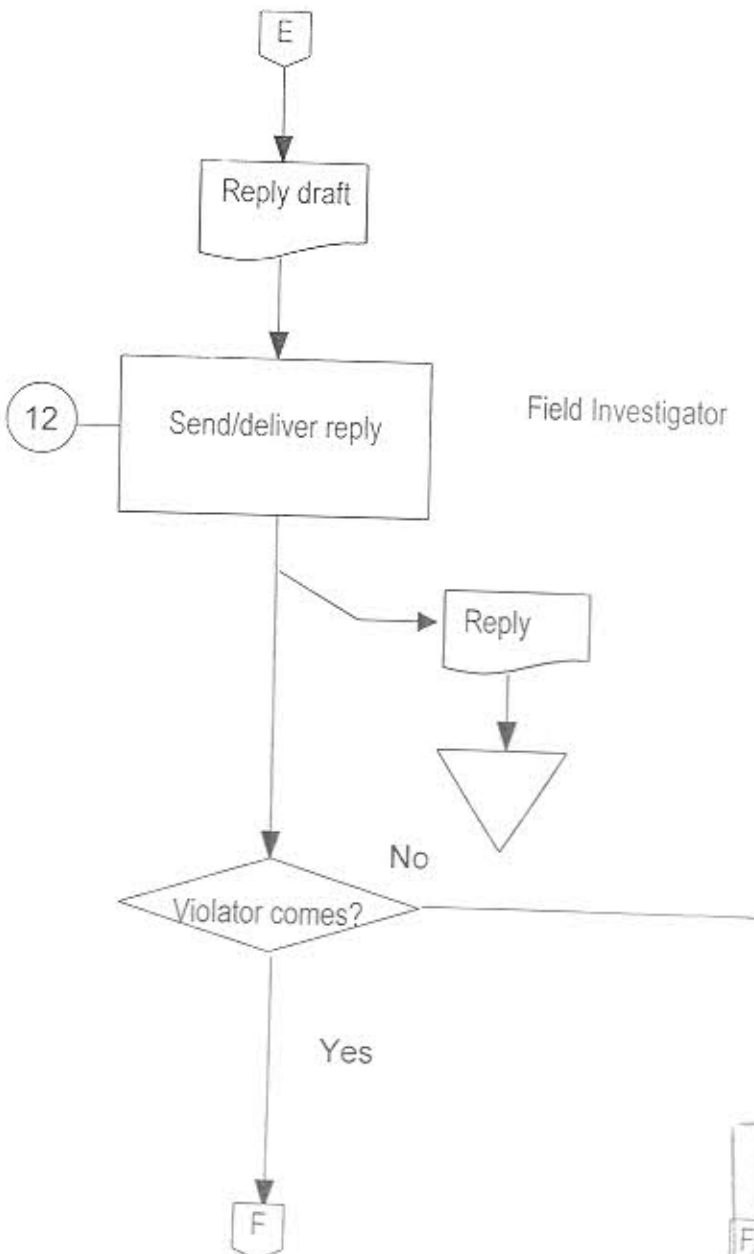 E
Reply draft
12
Send/deliver reply
Field Investigator
Reply
No
Violator comes?
Yes
F
F